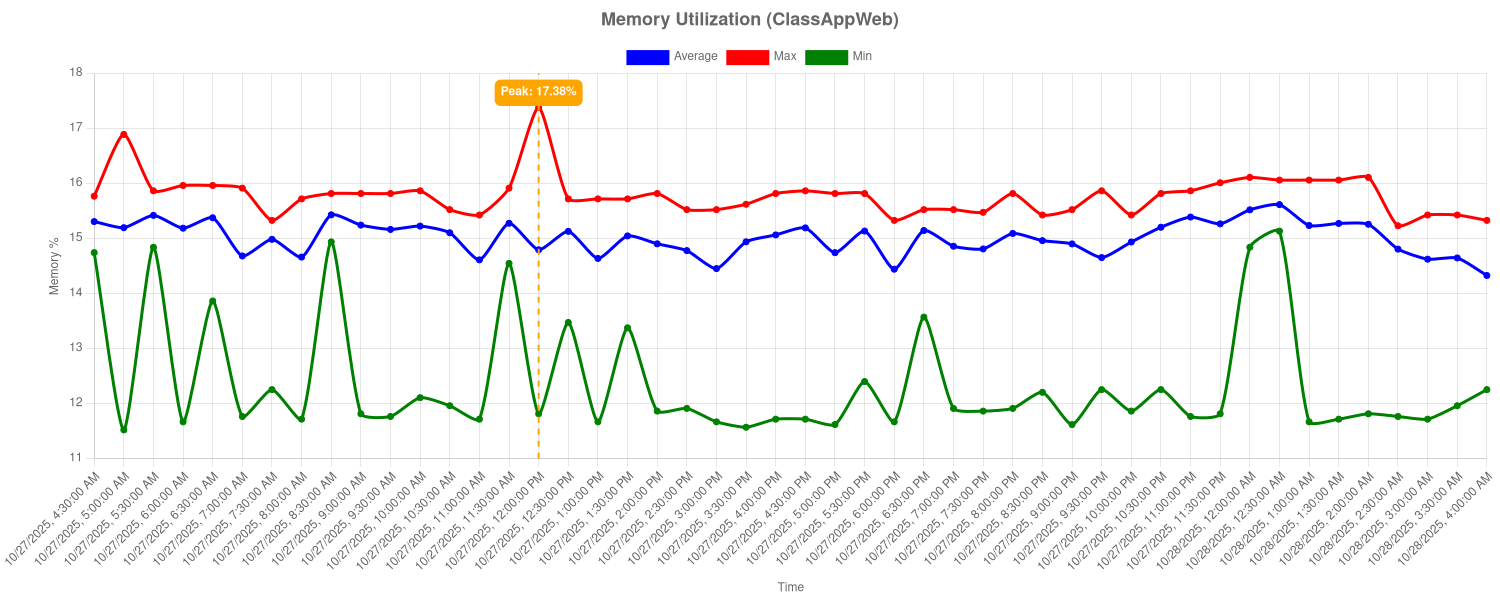 Memory Utilization (ClassAppWeb)
Average Max Min
Peak: 17.38%
Memory %
18
17
16
15
14
13
12
11
10/27/2025, 4:30:00 AM
10/27/2025, 5:00:00 AM
10/27/2025, 5:30:00 AM
10/27/2025, 6:00:00 AM
10/27/2025, 6:30:00 AM
10/27/2025, 7:00:00 AM
10/27/2025, 7:30:00 AM
10/27/2025, 8:00:00 AM
10/27/2025, 8:30:00 AM
10/27/2025, 9:00:00 AM
10/27/2025, 9:30:00 AM
10/27/2025, 10:00:00 AM
10/27/2025, 10:30:00 AM
10/27/2025, 11:00:00 AM
10/27/2025, 11:30:00 AM
10/27/2025, 12:00:00 PM
10/27/2025, 12:30:00 PM
10/27/2025, 1:00:00 PM
10/27/2025, 1:30:00 PM
10/27/2025, 2:00:00 PM
10/27/2025, 2:30:00 PM
10/27/2025, 3:00:00 PM
10/27/2025, 3:30:00 PM
10/27/2025, 4:00:00 PM
10/27/2025, 4:30:00 PM
10/27/2025, 5:00:00 PM
10/27/2025, 5:30:00 PM
10/27/2025, 6:00:00 PM
10/27/2025, 6:30:00 PM
10/27/2025, 7:00:00 PM
10/27/2025, 7:30:00 PM
10/27/2025, 8:00:00 PM
10/27/2025, 8:30:00 PM
10/27/2025, 9:00:00 PM
10/27/2025, 9:30:00 PM
10/27/2025, 10:00:00 PM
10/27/2025, 10:30:00 PM
10/27/2025, 11:00:00 PM
10/27/2025, 11:30:00 PM
10/28/2025, 12:00:00 AM
10/28/2025, 12:30:00 AM
10/28/2025, 1:00:00 AM
10/28/2025, 1:30:00 AM
10/28/2025, 2:00:00 AM
10/28/2025, 2:30:00 AM
10/28/2025, 3:00:00 AM
10/28/2025, 3:30:00 AM
10/28/2025, 4:00:00 AM
Time